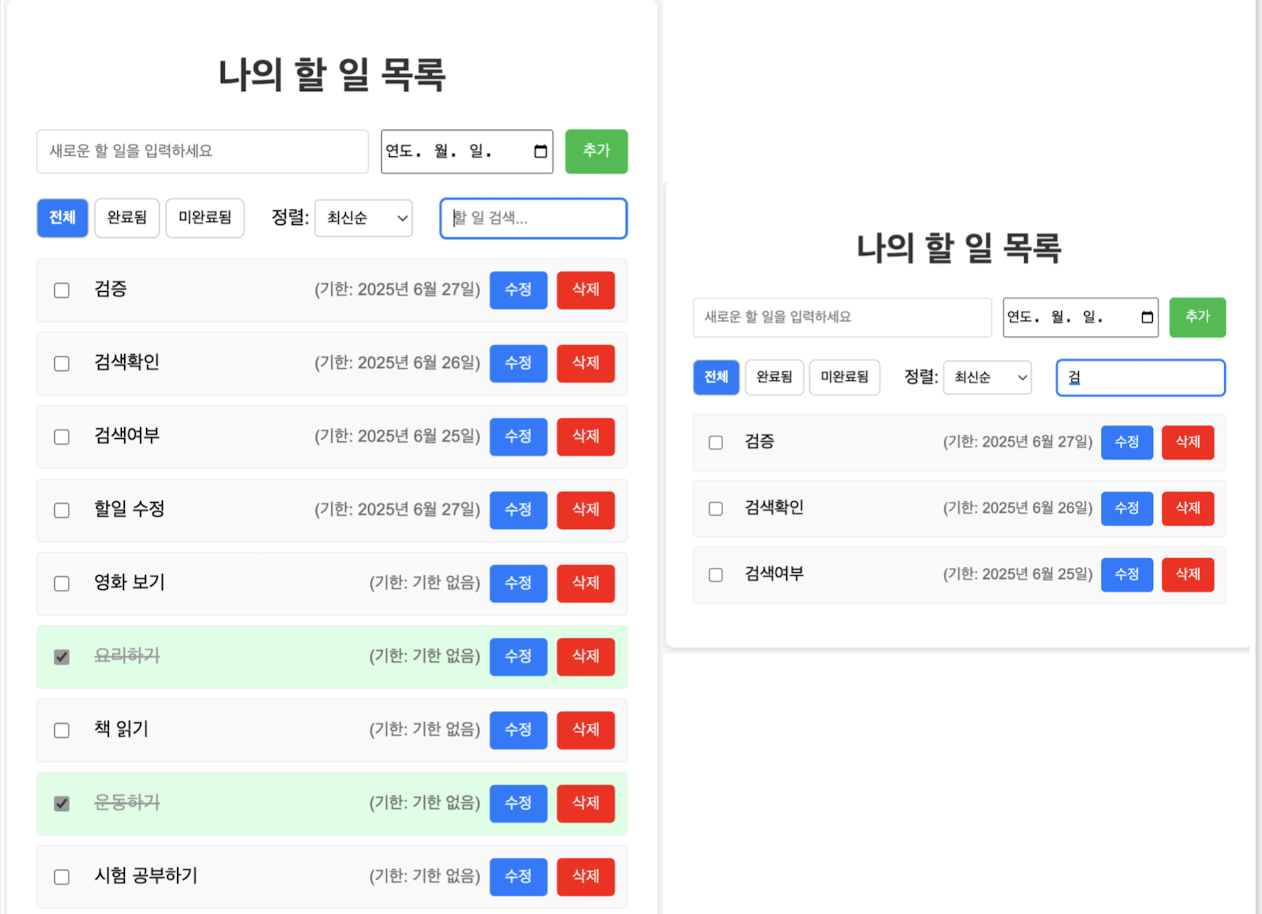 나의 할 일 목록
새로운 할 일을 입력하세요 연도. 월. 일. 추가
전체 완료됨 미완료됨 정렬: 최신순 할 일 검색...
검증 (기한: 2025년 6월 27일) 수정 삭제
검색확인 (기한: 2025년 6월 26일) 수정 삭제
검색여부 (기한: 2025년 6월 25일) 수정 삭제
할일 수정 (기한: 2025년 6월 27일) 수정 삭제
영화 보기 (기한: 기한 없음) 수정 삭제
요리하기 (기한: 기한 없음) 수정 삭제
책 읽기 (기한: 기한 없음) 수정 삭제
운동하기 (기한: 기한 없음) 수정 삭제
시험 공부하기 (기한: 기한 없음) 수정 삭제
나의 할 일 목록
새로운 할 일을 입력하세요 연도. 월. 일. 추가
전체 완료됨 미완료됨 정렬: 최신순 검
검증 (기한: 2025년 6월 27일) 수정 삭제
검색확인 (기한: 2025년 6월 26일) 수정 삭제
검색여부 (기한: 2025년 6월 25일) 수정 삭제